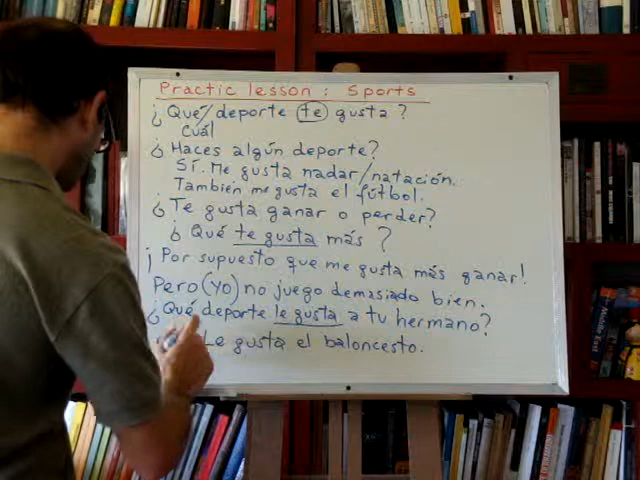 Practic lesson : Sports
¿ Qué/ deporte te gusta ?
Cuál
¿ Haces algún deporte?
Sí. Me gusta nadar/natación.
También me gusta el fútbol.
¿ Te gusta ganar o perder?
¿ Qué te gusta más ?
¡ Por supuesto que me gusta más ganar!
Pero (yo) no juego demasiado bien.
¿ Qué deporte le gusta a tu hermano?
Le gusta el baloncesto.